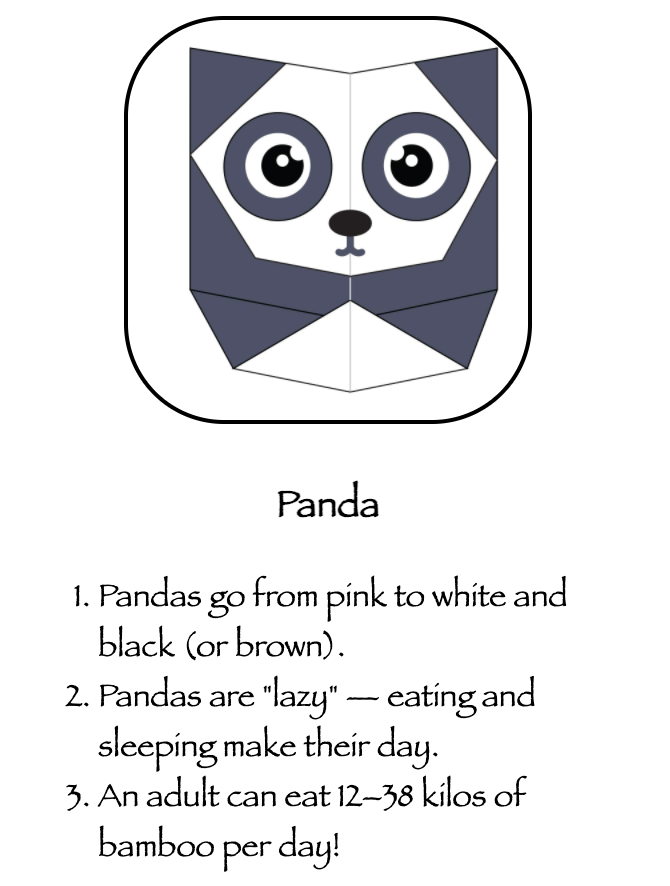 Panda
1. Pandas go from pink to white and
black (or brown).
2. Pandas are "lazy" — eating and
sleeping make their day.
3. An adult can eat 12–38 kilos of
bamboo per day!